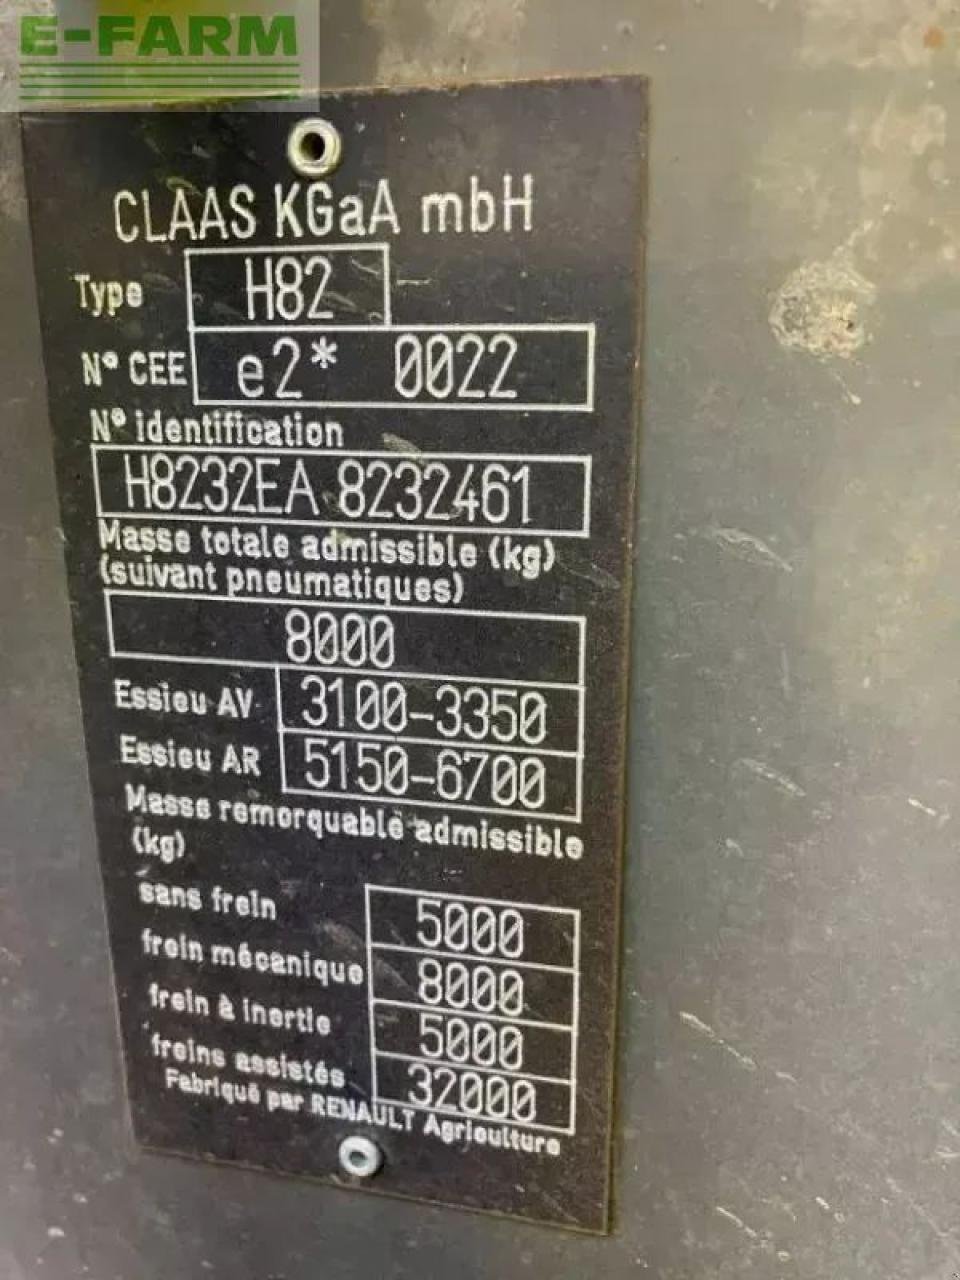 E-FARM
CLAAS KGaA mbH
Type H82
N° CEE e2* 0022
N° identification
H8232EA 8232461
Masse totale admissible (kg)
(suivant pneumatiques)
8000
Essieu AV 3100-3350
Essieu AR 5150-6700
Masse remorquable admissible
(kg)
sans frein 5000
frein mécanique 8000
frein à inertie 5000
freins assistés 32000
Fabriqué par RENAULT Agriculture